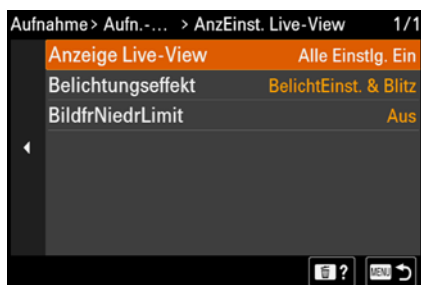 Aufnahme> Aufn.-... > AnzEinst. Live-View 1/1
Anzeige Live-View Alle Einstlg. Ein
Belichtungseffekt BelichtEinst. & Blitz
BildfrNiedrLimit Aus
? MENU